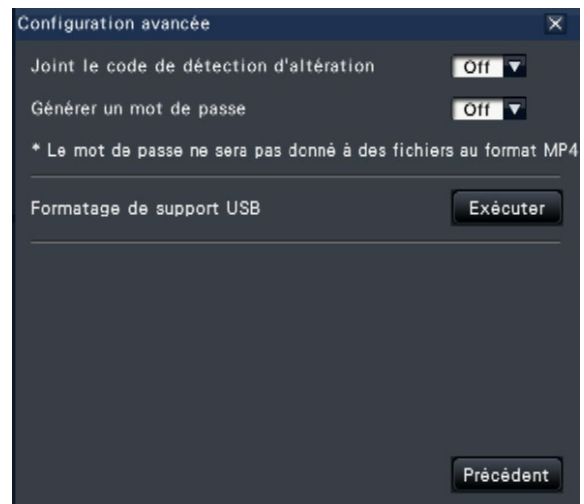 Configuration avancée
Joint le code de détection d'altération Off
Générer un mot de passe Off
* Le mot de passe ne sera pas donné à des fichiers au format MP4
Formatage de support USB Exécuter
Précédent